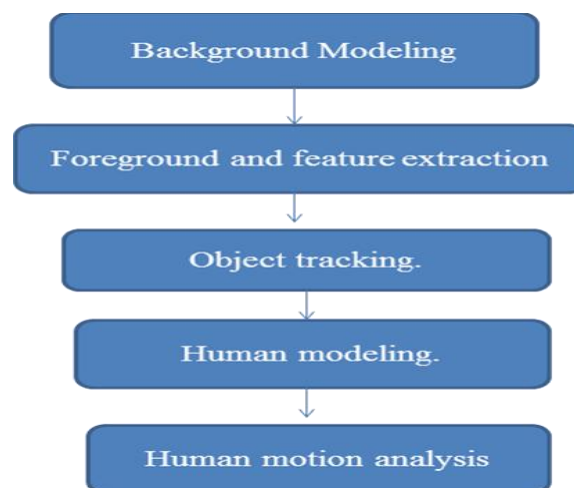 Background Modeling
Foreground and feature extraction
Object tracking.
Human modeling.
Human motion analysis